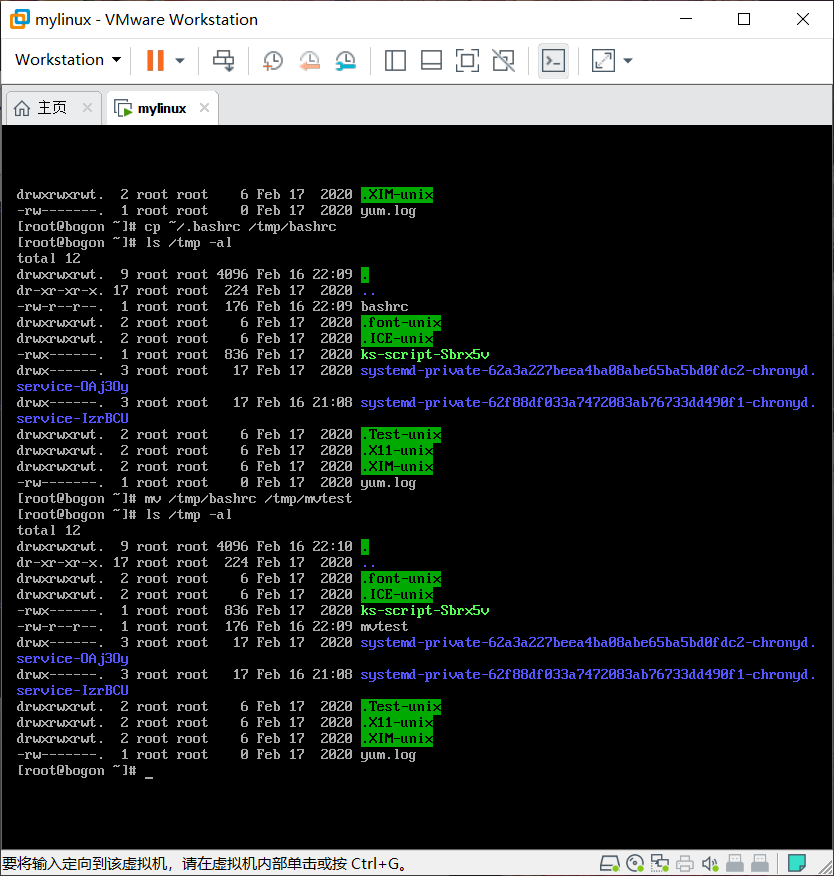 mylinux - VMware Workstation
Workstation
主页
mylinux
drwxrwxrwt.  2 root root    6 Feb 17  2020 .XIM-unix
-rw-------.  1 root root    0 Feb 17  2020 yum.log
[root@bogon ~]# cp ~/.bashrc /tmp/bashrc
[root@bogon ~]# ls /tmp -al
total 12
drwxrwxrwt.  9 root root 4096 Feb 16 22:09 .
dr-xr-xr-x. 17 root root  224 Feb 17  2020 ..
-rw-r--r--.  1 root root  176 Feb 16 22:09 bashrc
drwxrwxrwt.  2 root root    6 Feb 17  2020 .font-unix
drwxrwxrwt.  2 root root    6 Feb 17  2020 .ICE-unix
-rwx------.  1 root root  836 Feb 17  2020 ks-script-Sbrx5v
drwx------.  3 root root   17 Feb 17  2020 systemd-private-62a3a227beea4ba08abe65ba5bd0fdc2-chronyd.
service-OAj3Oy
drwx------.  3 root root   17 Feb 16 21:08 systemd-private-62f88df033a7472083ab76733dd490f1-chronyd.
service-IzrBCU
drwxrwxrwt.  2 root root    6 Feb 17  2020 .Test-unix
drwxrwxrwt.  2 root root    6 Feb 17  2020 .X11-unix
drwxrwxrwt.  2 root root    6 Feb 17  2020 .XIM-unix
-rw-------.  1 root root    0 Feb 17  2020 yum.log
[root@bogon ~]# mv /tmp/bashrc /tmp/mvtest
[root@bogon ~]# ls /tmp -al
total 12
drwxrwxrwt.  9 root root 4096 Feb 16 22:10 .
dr-xr-xr-x. 17 root root  224 Feb 17  2020 ..
drwxrwxrwt.  2 root root    6 Feb 17  2020 .font-unix
drwxrwxrwt.  2 root root    6 Feb 17  2020 .ICE-unix
-rwx------.  1 root root  836 Feb 17  2020 ks-script-Sbrx5v
-rw-r--r--.  1 root root  176 Feb 16 22:09 mvtest
drwx------.  3 root root   17 Feb 17  2020 systemd-private-62a3a227beea4ba08abe65ba5bd0fdc2-chronyd.
service-OAj3Oy
drwx------.  3 root root   17 Feb 16 21:08 systemd-private-62f88df033a7472083ab76733dd490f1-chronyd.
service-IzrBCU
drwxrwxrwt.  2 root root    6 Feb 17  2020 .Test-unix
drwxrwxrwt.  2 root root    6 Feb 17  2020 .X11-unix
drwxrwxrwt.  2 root root    6 Feb 17  2020 .XIM-unix
-rw-------.  1 root root    0 Feb 17  2020 yum.log
[root@bogon ~]# _
要将输入定向到该虚拟机，请在虚拟机内部单击或按 Ctrl+G。